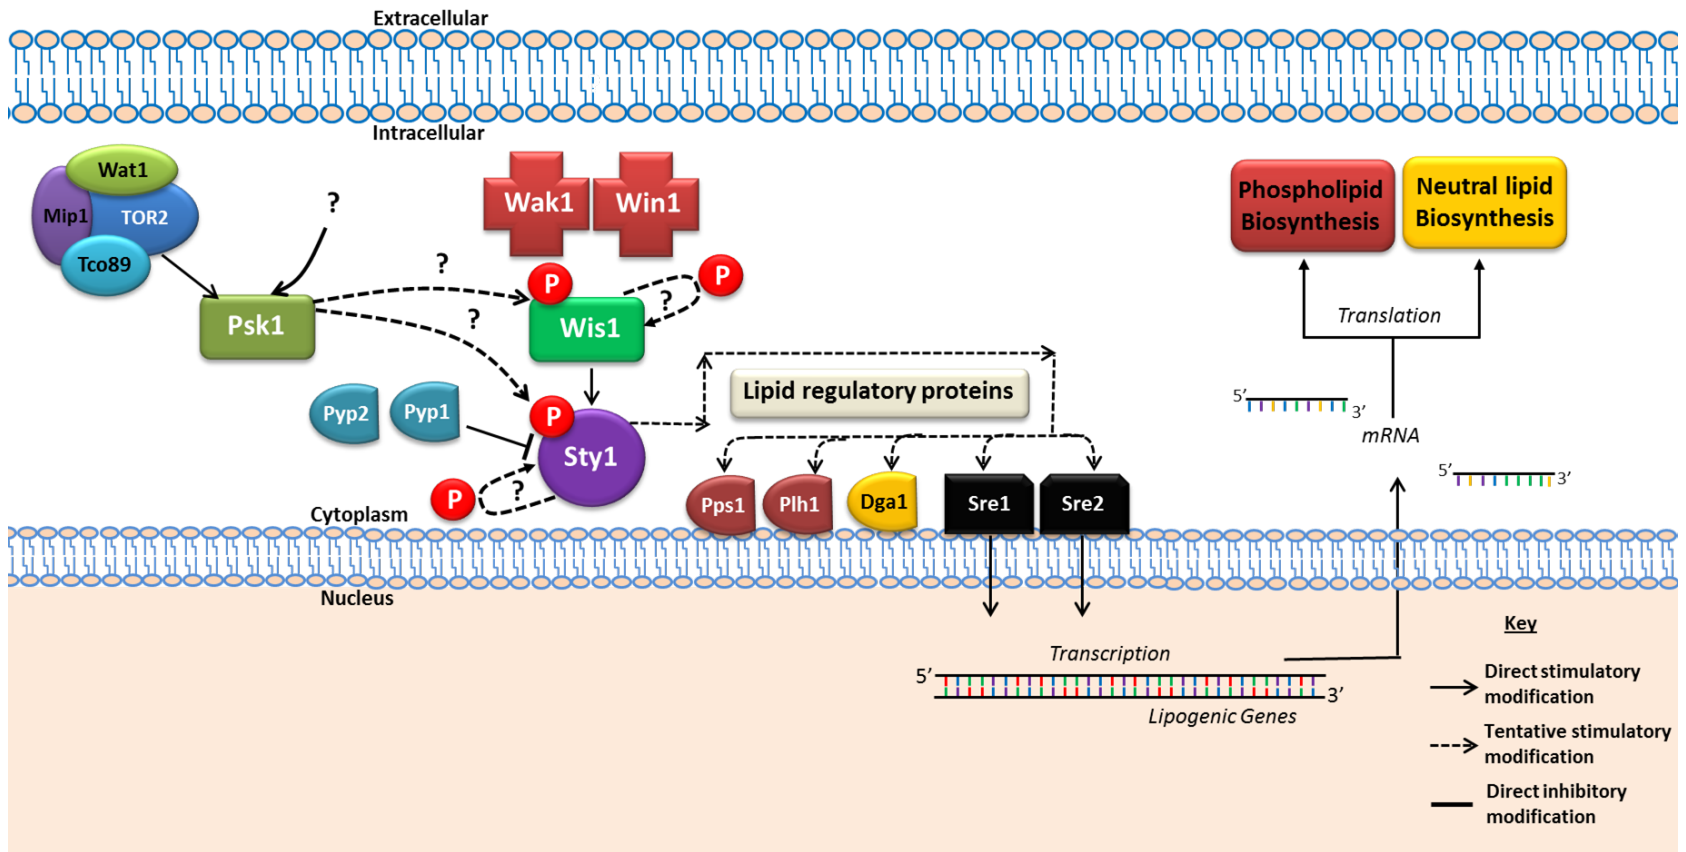 Extracellular
Intracellular
Wat1
Mip1
TOR2
Tco89
?
Psk1
?
?
Wak1
Win1
P
P
?
Wis1
Pyp2
Pyp1
P
Sty1
P
?
Lipid regulatory proteins
Pps1
Plh1
Dga1
Sre1
Sre2
Phospholipid
Biosynthesis
Neutral lipid
Biosynthesis
Translation
5’
3’
mRNA
5’
3’
Cytoplasm
Nucleus
Transcription
5’
3’
Lipogenic Genes
Key
Direct stimulatory
modification
Tentative stimulatory
modification
Direct inhibitory
modification